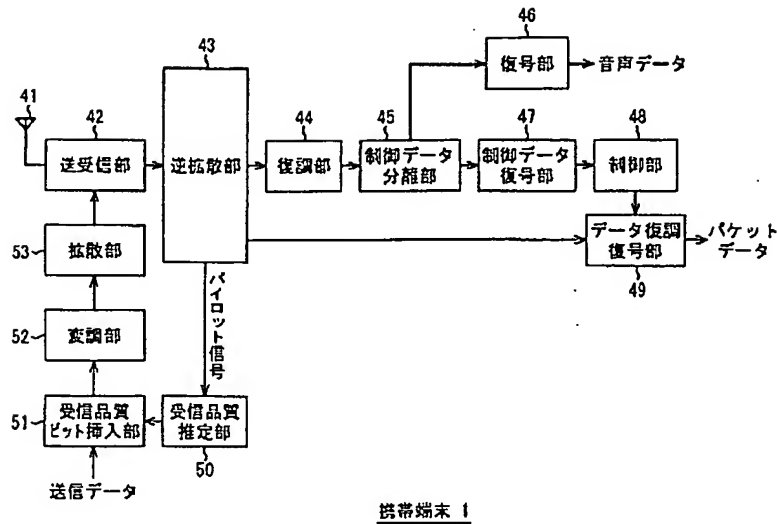 46
復号部
音声データ
43
41
42
送受信部
逆拡散部
44
復調部
45
制御データ
分離部
47
制御データ
復号部
48
制御部
53
拡散部
データ復調
復号部
49
パケット
データ
パイロット信号
52
変調部
51
受信品質
ビット挿入部
受信品質
推定部
50
送信データ
携帯端末 1